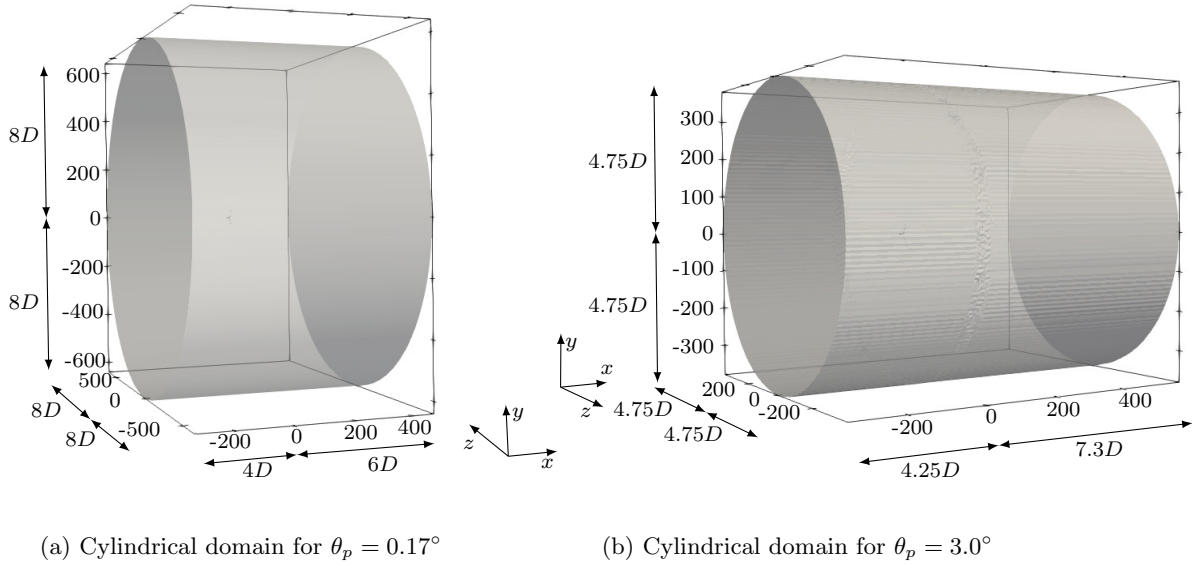 600
400
200
0
-200
-400
-600
8D
8D
500
0
-500
8D
8D
-200
0
200
400
4D
6D
y
z
x
300
200
100
0
-100
-200
-300
4.75D
4.75D
200
0
-200
4.75D
4.75D
-200
0
200
400
4.25D
7.3D
y
x
z
(a) Cylindrical domain for θₚ = 0.17°
(b) Cylindrical domain for θₚ = 3.0°